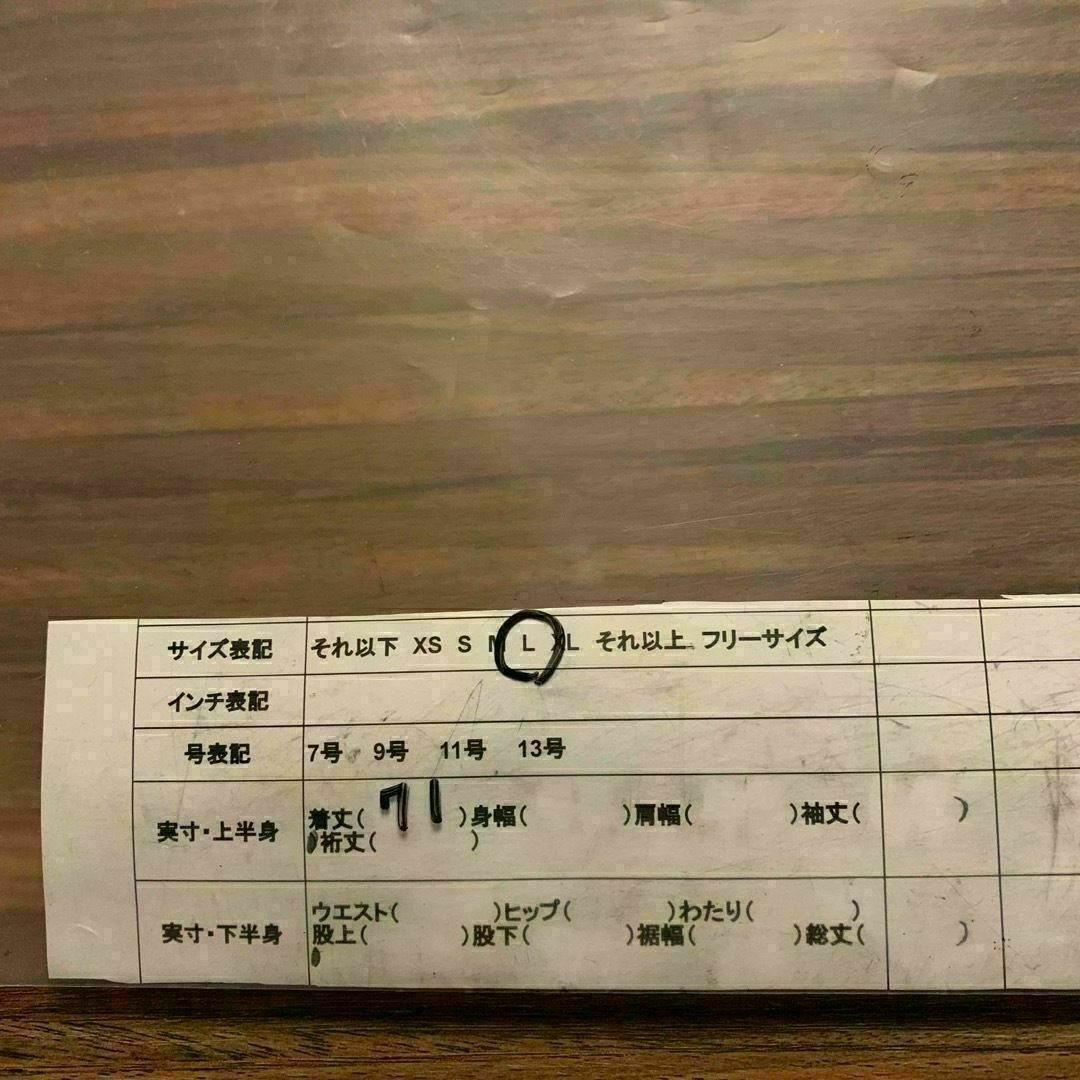 サイズ表記 それ以下 XS S M L XL それ以上 フリーサイズ
インチ表記
号表記 7号 9号 11号 13号
実寸・上半身 着丈( 71 )身幅( )肩幅( )袖丈( )
裄丈( )
実寸・下半身 ウエスト( )ヒップ( )わたり( )
股上( )股下( )裾幅( )総丈( )